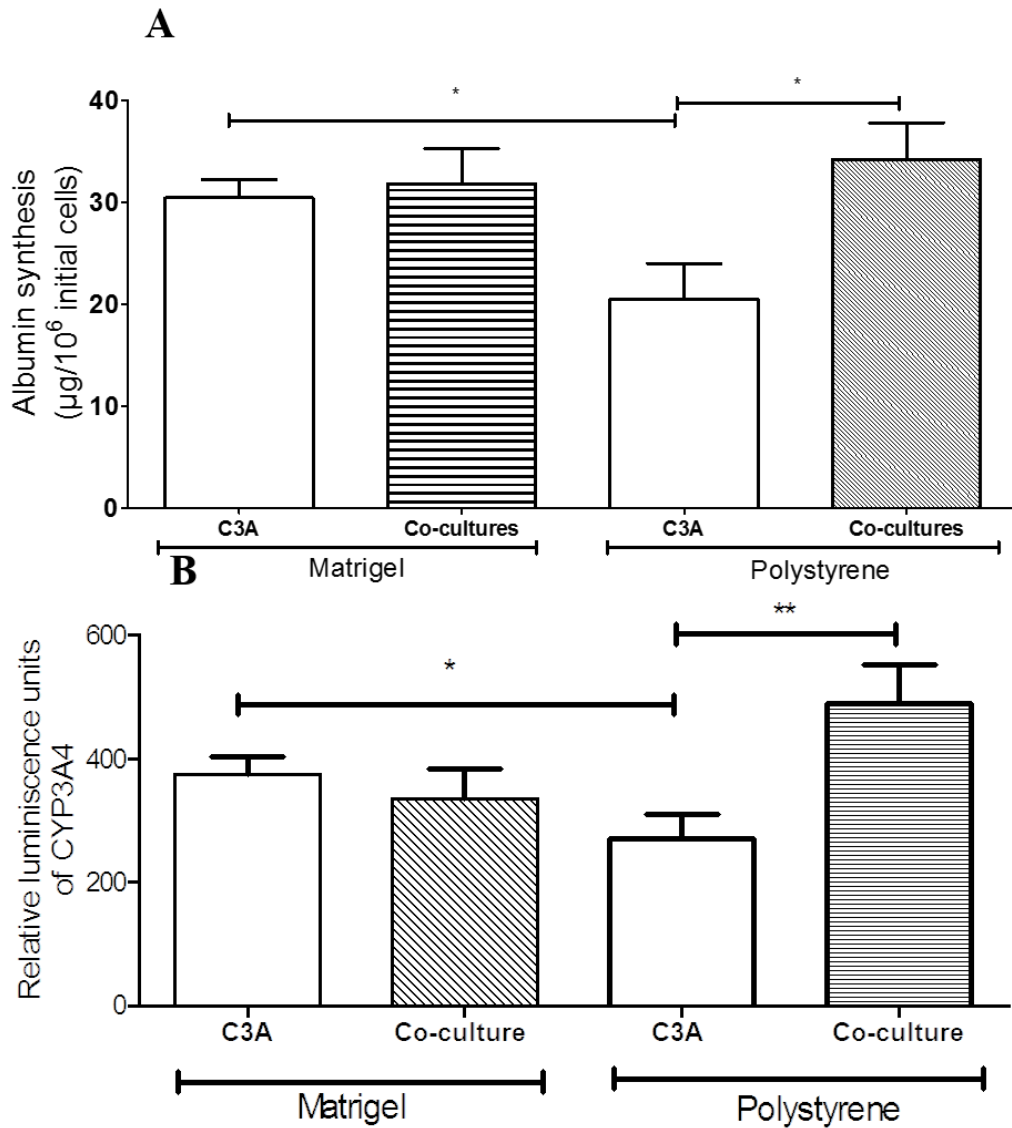 A
*
*
40
30
20
10
0
Albumin synthesis
(µg/10⁶ initial cells)
C3A
Co-cultures
C3A
Co-cultures
Matrigel
Polystyrene
B
**
*
600
400
200
0
Relative luminiscence units
of CYP3A4
C3A
Co-culture
C3A
Co-culture
Matrigel
Polystyrene